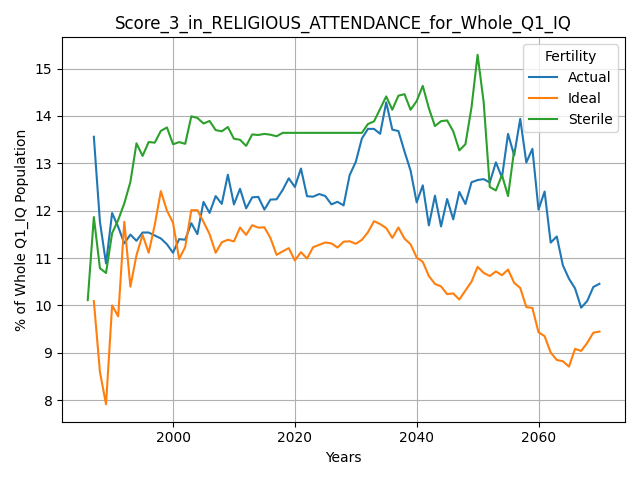 Score_3_in_RELIGIOUS_ATTENDANCE_for_Whole_Q1_IQ
Fertility
Actual
Ideal
Sterile
% of Whole Q1_IQ Population
15
14
13
12
11
10
9
8
2000
2020
2040
2060
Years